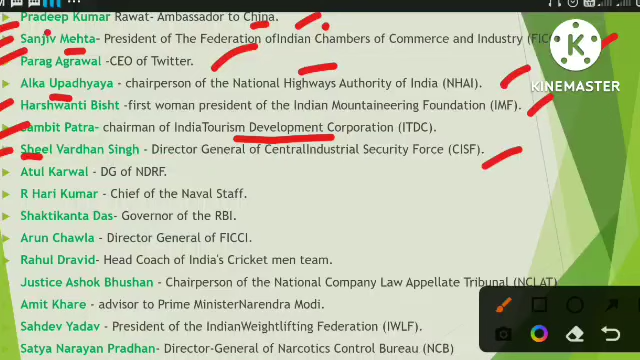 Pradeep Kumar Rawat- Ambassador to China.
Sanjiv Mehta- President of The Federation ofIndian Chambers of Commerce and Industry
Parag Agrawal -CEO of Twitter.
Alka Upadhyaya - chairperson of the National Highways Authority of India (NHAI).
Harshwanti Bisht -first woman president of the Indian Mountaineering Foundation (IMF).
Sambit Patra- chairman of IndiaTourism Development Corporation (ITDC).
Sheel Vardhan Singh- Director General of CentralIndustrial Security Force (CISF).
Atul Karwal - DG of NDRF.
R Hari Kumar - Chief of the Naval Staff.
Shaktikanta Das- Governor of the RBI.
Arun Chawla - Director General of FICCI.
Rahul Dravid- Head Coach of India's Cricket men team.
Justice Ashok Bhushan - Chairperson of the National Company Law Appellate Tribunal (NCLAT)
Amit Khare - advisor to Prime MinisterNarendra Modi.
Sahdev Yadav - President of the IndianWeightlifting Federation (IWLF).
Satya Narayan Pradhan- Director-General of Narcotics Control Bureau (NCB)
K
KINEMASTER